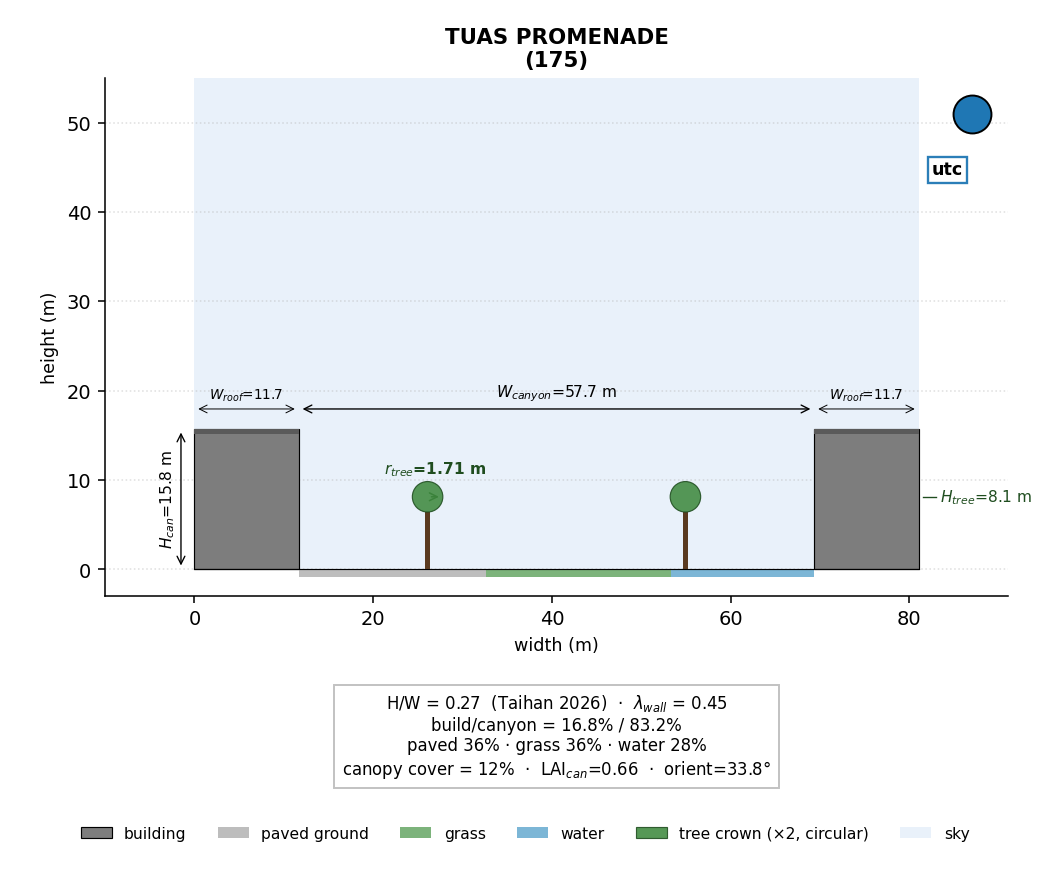 TUAS PROMENADE
(175)
50
utc
40
height (m)
30
20
W_roof=11.7
W_canyon=57.7 m
W_roof=11.7
H_can=15.8 m
r_tree=1.71 m
10
H_tree=8.1 m
0
0 20 40 60 80
width (m)
H/W = 0.27 (Taihan 2026) · λ_wall = 0.45
build/canyon = 16.8% / 83.2%
paved 36% · grass 36% · water 28%
canopy cover = 12% · LAI_can=0.66 · orient=33.8°
building paved ground grass water tree crown (×2, circular) sky